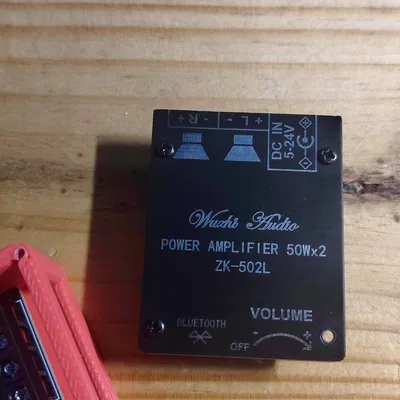 - R +
+ L -
DC IN
5-24V
Wuzhi Audio
POWER AMPLIFIER 50Wx2
ZK-502L
VOLUME
BLUETOOTH
OFF